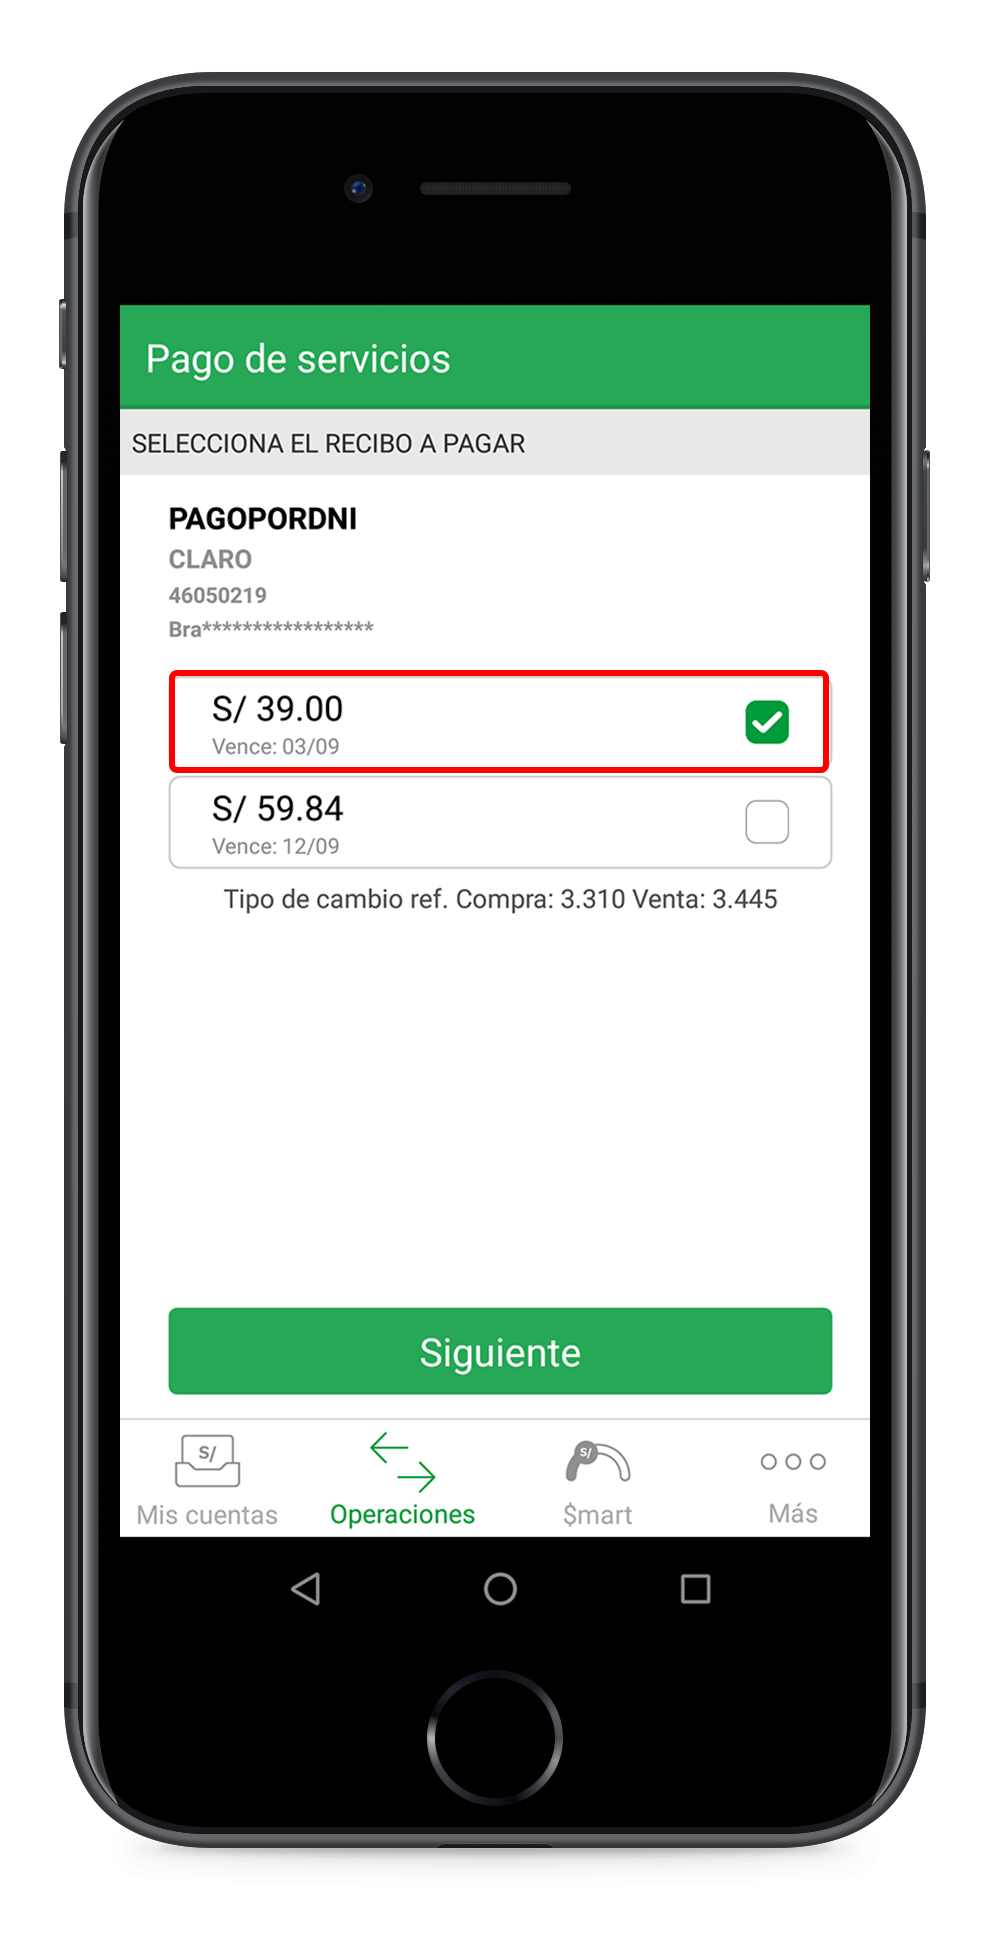 Pago de servicios
SELECCIONA EL RECIBO A PAGAR
PAGOPORDNI
CLARO
46050219
Bra*****************
S/ 39.00
Vence: 03/09
S/ 59.84
Vence: 12/09
Tipo de cambio ref. Compra: 3.310 Venta: 3.445
Siguiente
S/
S/
Mis cuentas
Operaciones
$mart
Más